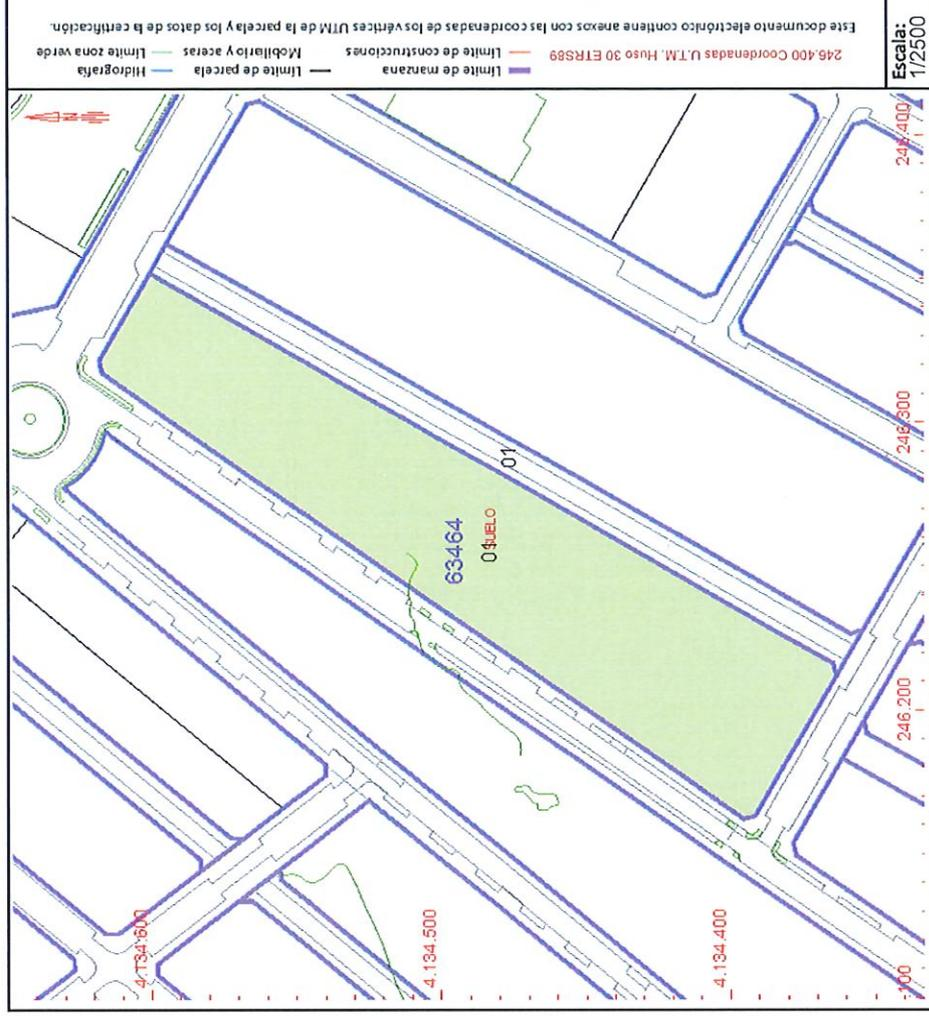 Escala:
1/2500
246.400 Coordenadas U.T.M. Huso 30 ETRS89
Límite de manzana
Límite de parcela
Hidrografía
Límite de construcciones
Mobiliario y aceras
Límite zona verde
Este documento electrónico contiene anexos con las coordenadas de los vértices UTM de la parcela y los datos de la certificación.
4.134.600
4.134.500
4.134.400
246.400
246.300
246.200
100
63464
SUELO
01
01